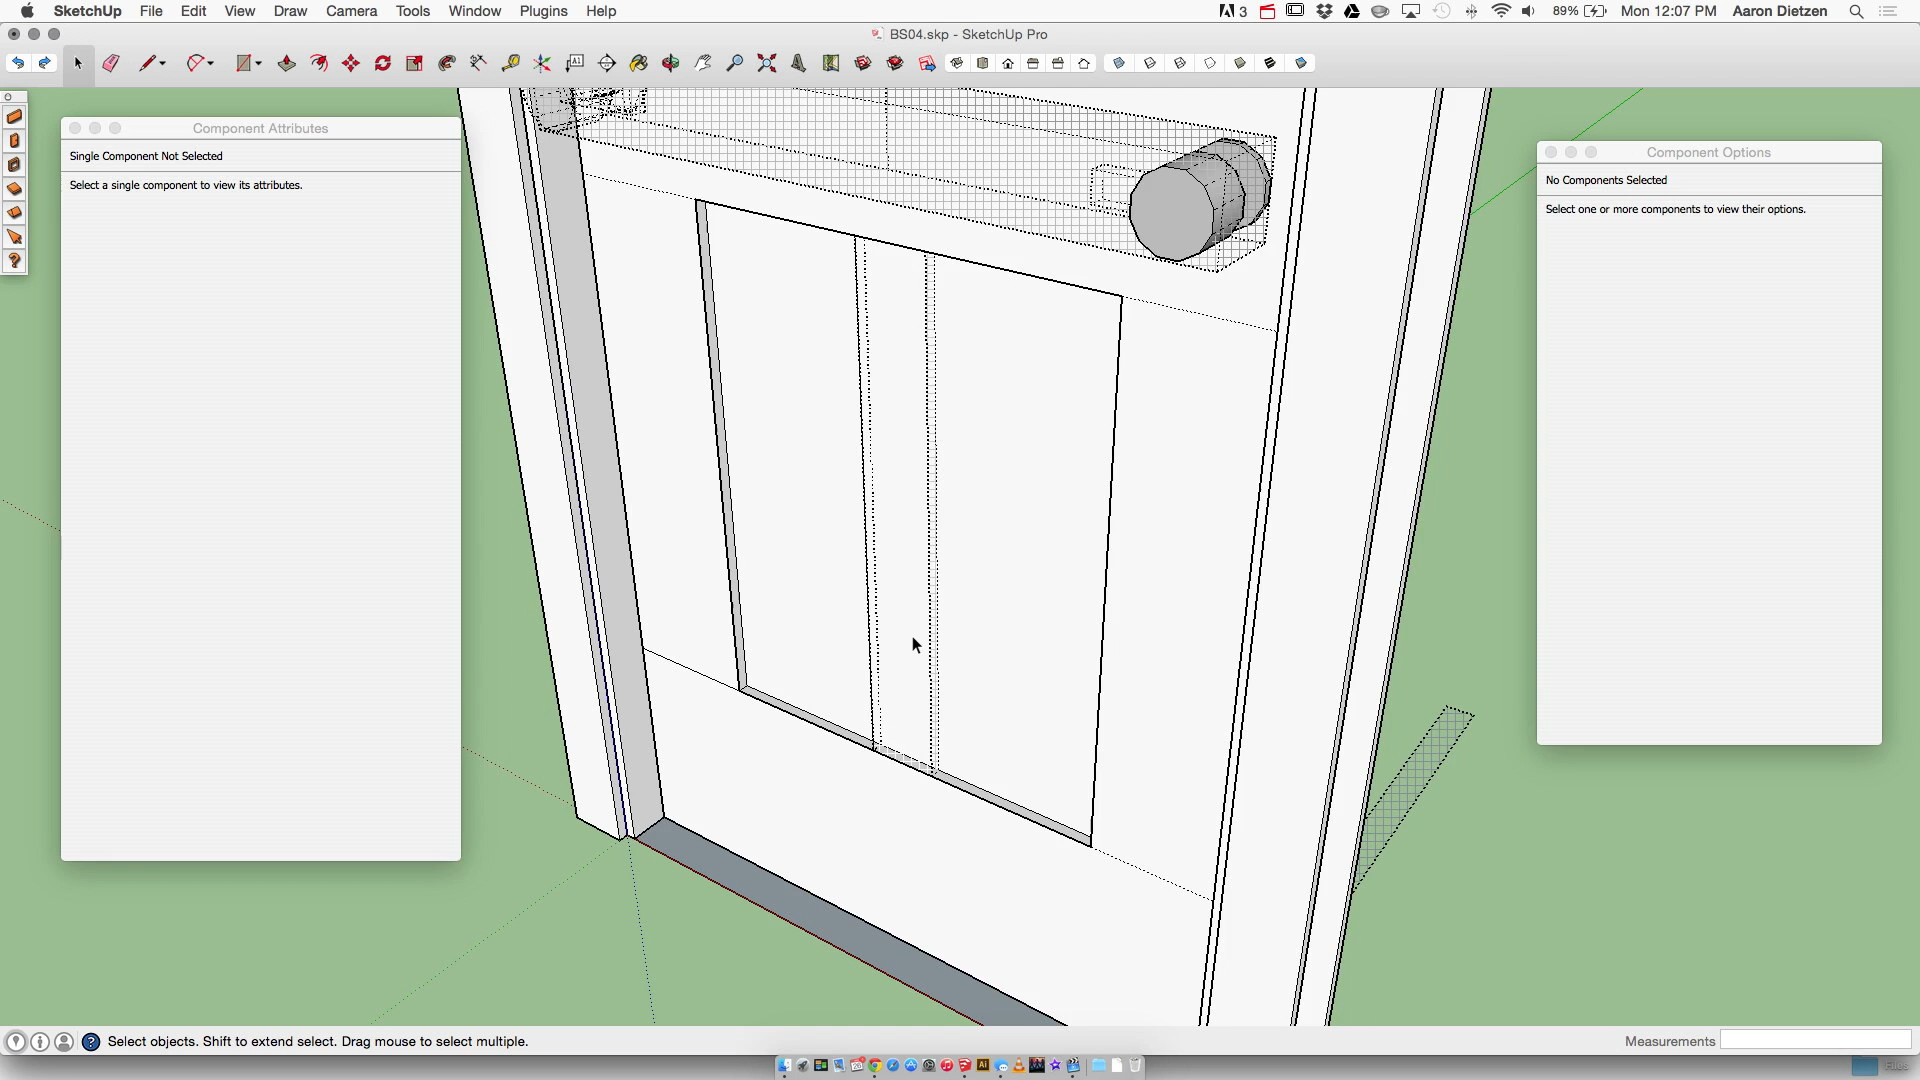 SketchUp File Edit View Draw Camera Tools Window Plugins Help
3 89% Mon 12:07 PM Aaron Dietzen
BS04.skp - SketchUp Pro
A1
Component Attributes
Single Component Not Selected
Select a single component to view its attributes.
Component Options
No Components Selected
Select one or more components to view their options.
Select objects. Shift to extend select. Drag mouse to select multiple.
Measurements
Ai
Files